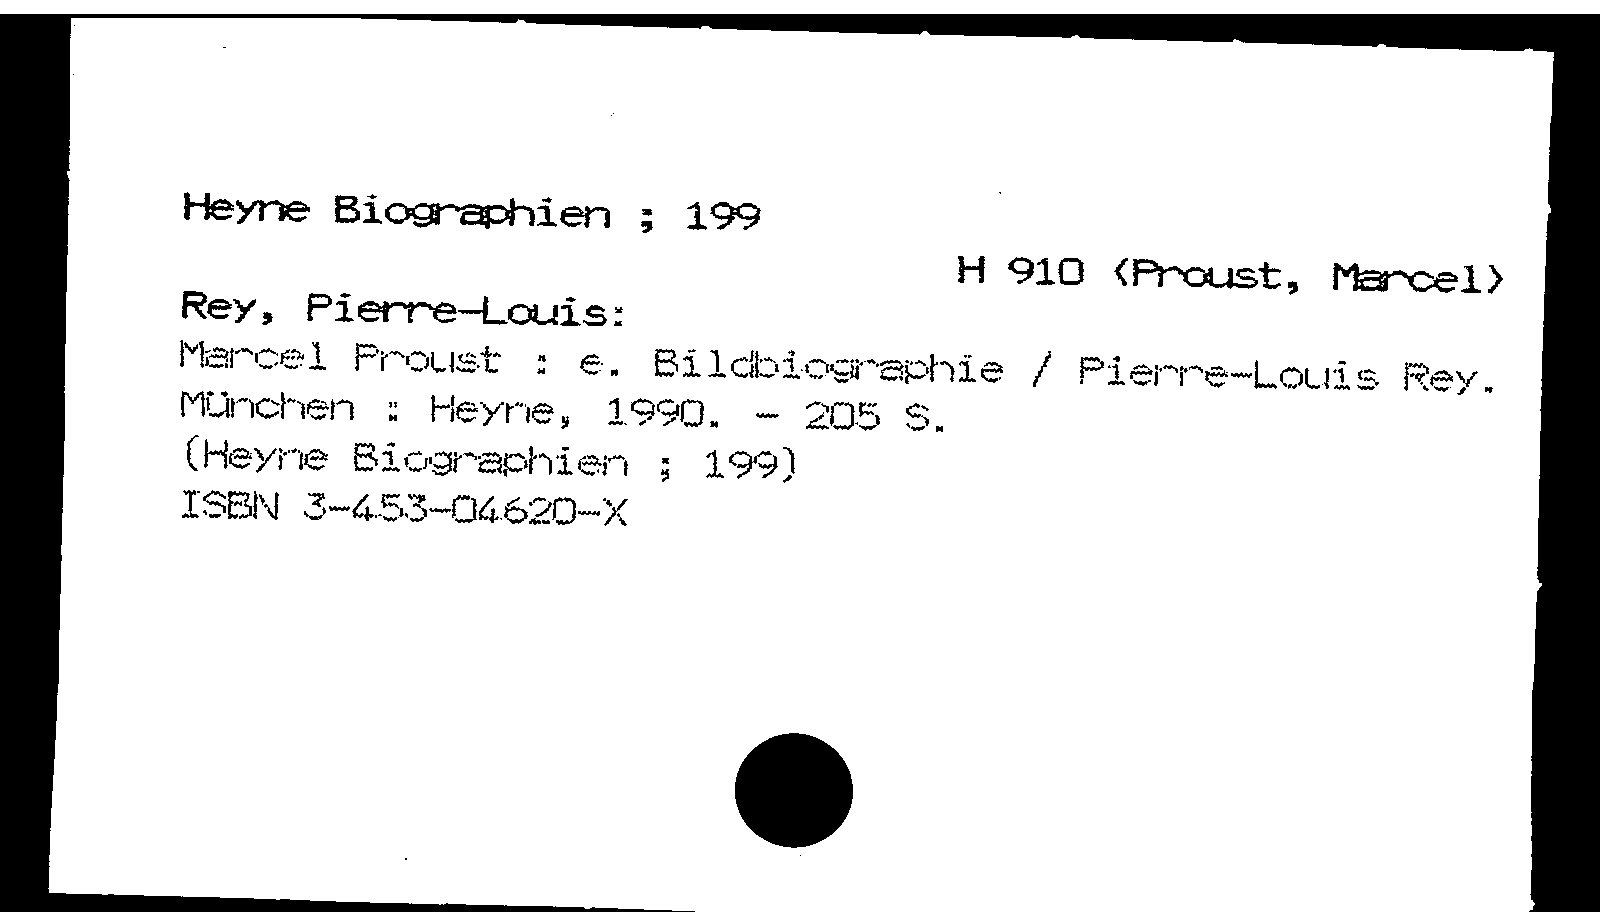 Heyne Biographien ; 199
H 910 <Proust, Marcel>
Rey, Pierre-Louis:
Marcel Proust : e. Bildbiographie / Pierre-Louis Rey.
München : Heyne, 1990. - 205 S.
(Heyne Biographien ; 199)
ISBN 3-453-04620-X